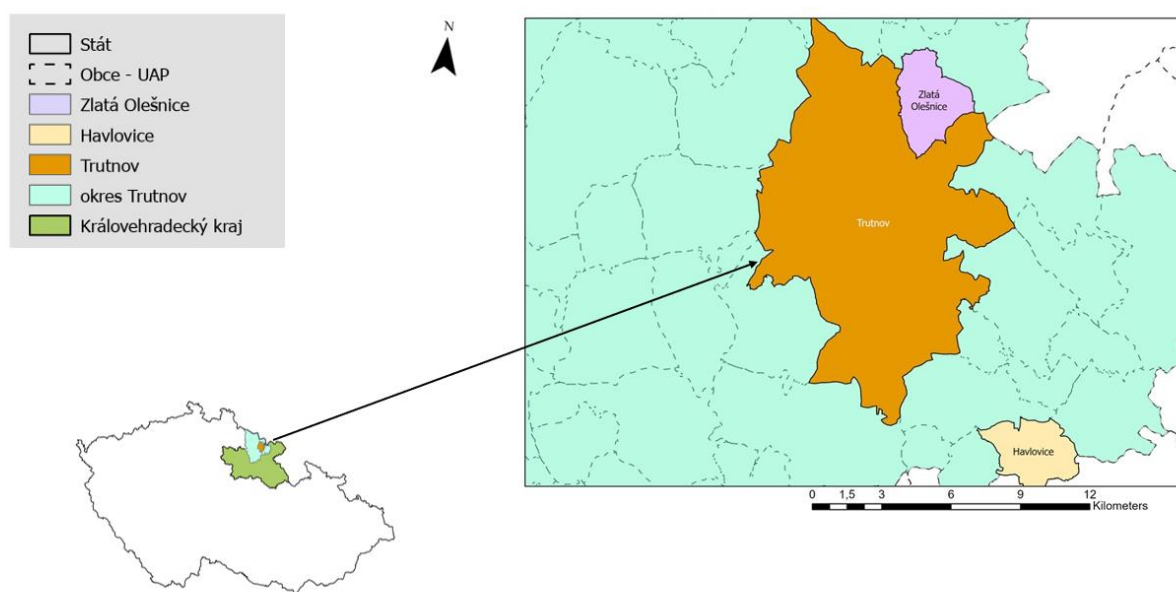 Stát
Obce - UAP
Zlatá Olešnice
Havlovice
Trutnov
okres Trutnov
Královehradecký kraj
N
Zlatá
Olešnice
Trutnov
Havlovice
0 1,5 3 6 9 12
Kilometers